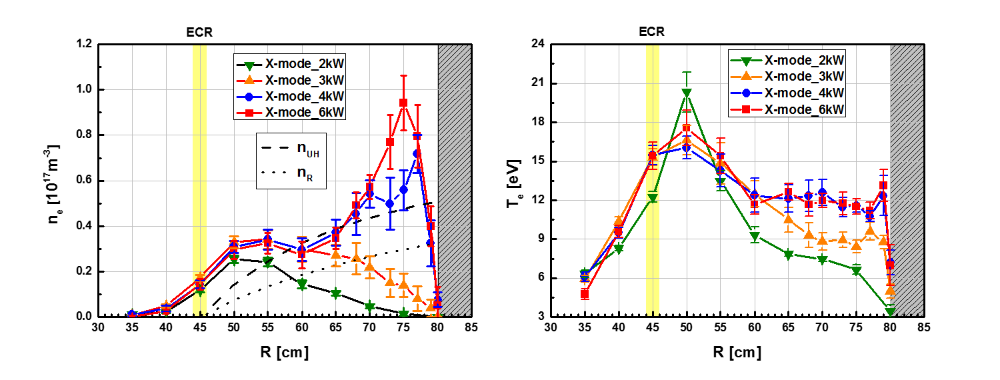 ECR
1.2
1.0
0.8
0.6
0.4
0.2
0.0
n_e [10^17 m^-3]
X-mode_2kW
X-mode_3kW
X-mode_4kW
X-mode_6kW
n_UH
n_R
30 35 40 45 50 55 60 65 70 75 80 85
R [cm]
ECR
24
21
18
15
12
9
6
3
T_e [eV]
X-mode_2kW
X-mode_3kW
X-mode_4kW
X-mode_6kW
30 35 40 45 50 55 60 65 70 75 80 85
R [cm]